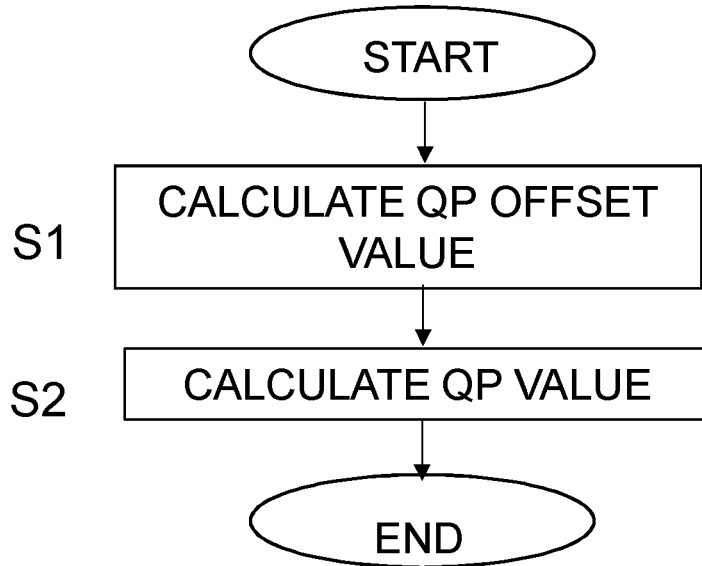 START
S1
CALCULATE QP OFFSET
VALUE
S2
CALCULATE QP VALUE
END